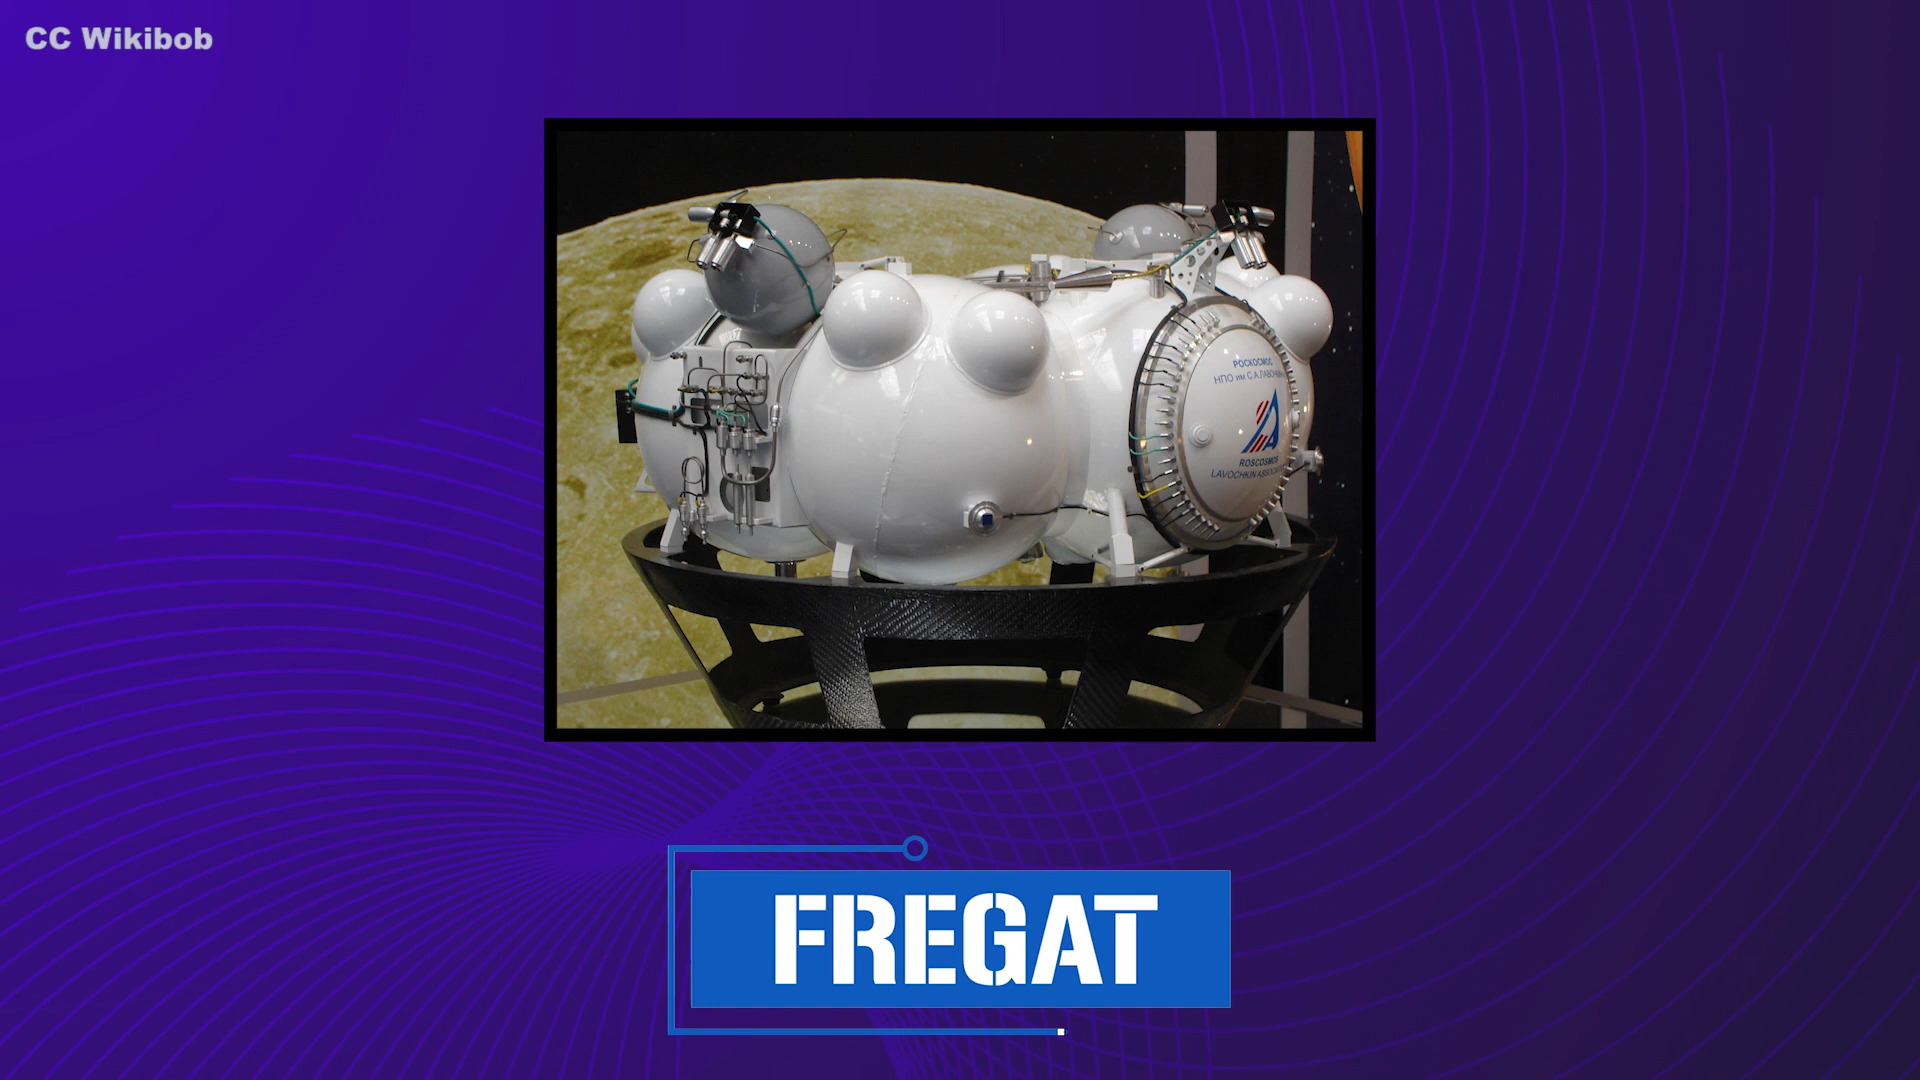 CC Wikibob
РОСКОСМОС
НПО им С.А.ЛАВОЧКИНА
ROSCOSMOS
LAVOCHKIN ASSOCIATION
FREGAT